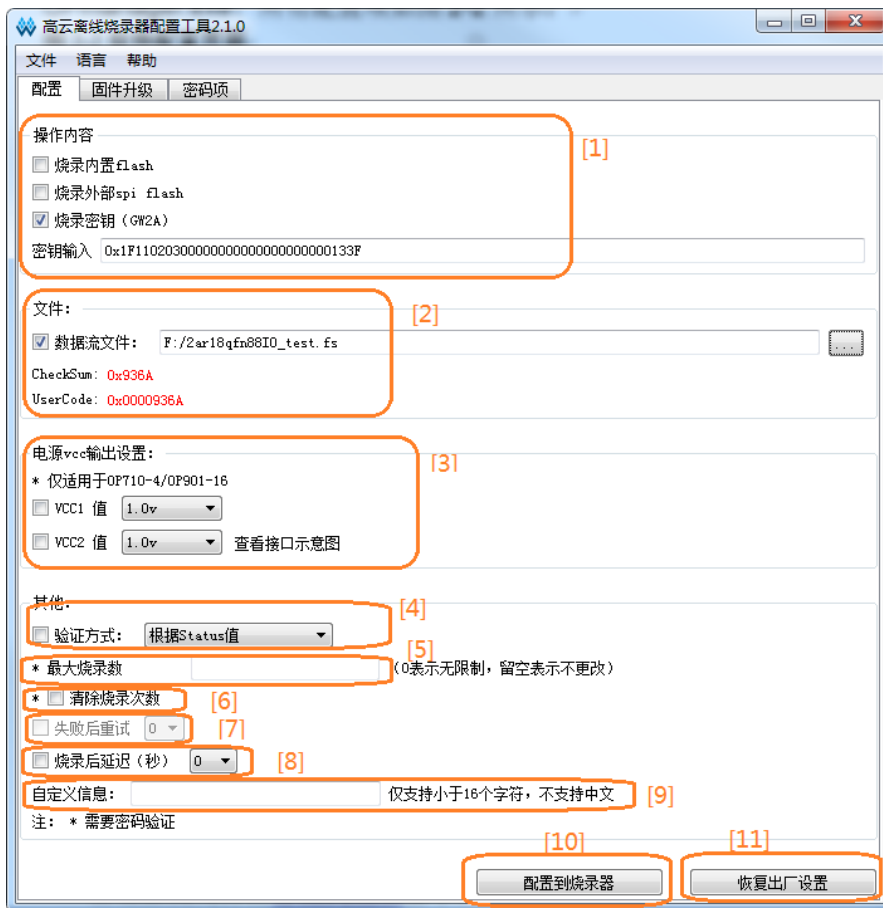 高云离线烧录器配置工具2.1.0
文件 语言 帮助
配置 固件升级 密码项
操作内容
[1]
烧录内置flash
烧录外部spi flash
烧录密钥(GW2A)
密钥输入 0x1F11020300000000000000000000133F
文件:
[2]
数据流文件: F:/2ar18qfn88IO_test.fs ...
CheckSum: 0x936A
UserCode: 0x0000936A
电源vcc输出设置:
[3]
* 仅适用于OP710-4/OP901-16
VCC1 值 1.0v
VCC2 值 1.0v 查看接口示意图
其他:
[4]
验证方式: 根据Status值
[5]
* 最大烧录数 (0表示无限制，留空表示不更改)
* 清除烧录次数 [6]
失败后重试 0 [7]
烧录后延迟(秒) 0 [8]
自定义信息: 仅支持小于16个字符，不支持中文 [9]
注: * 需要密码验证
[10] [11]
配置到烧录器 恢复出厂设置